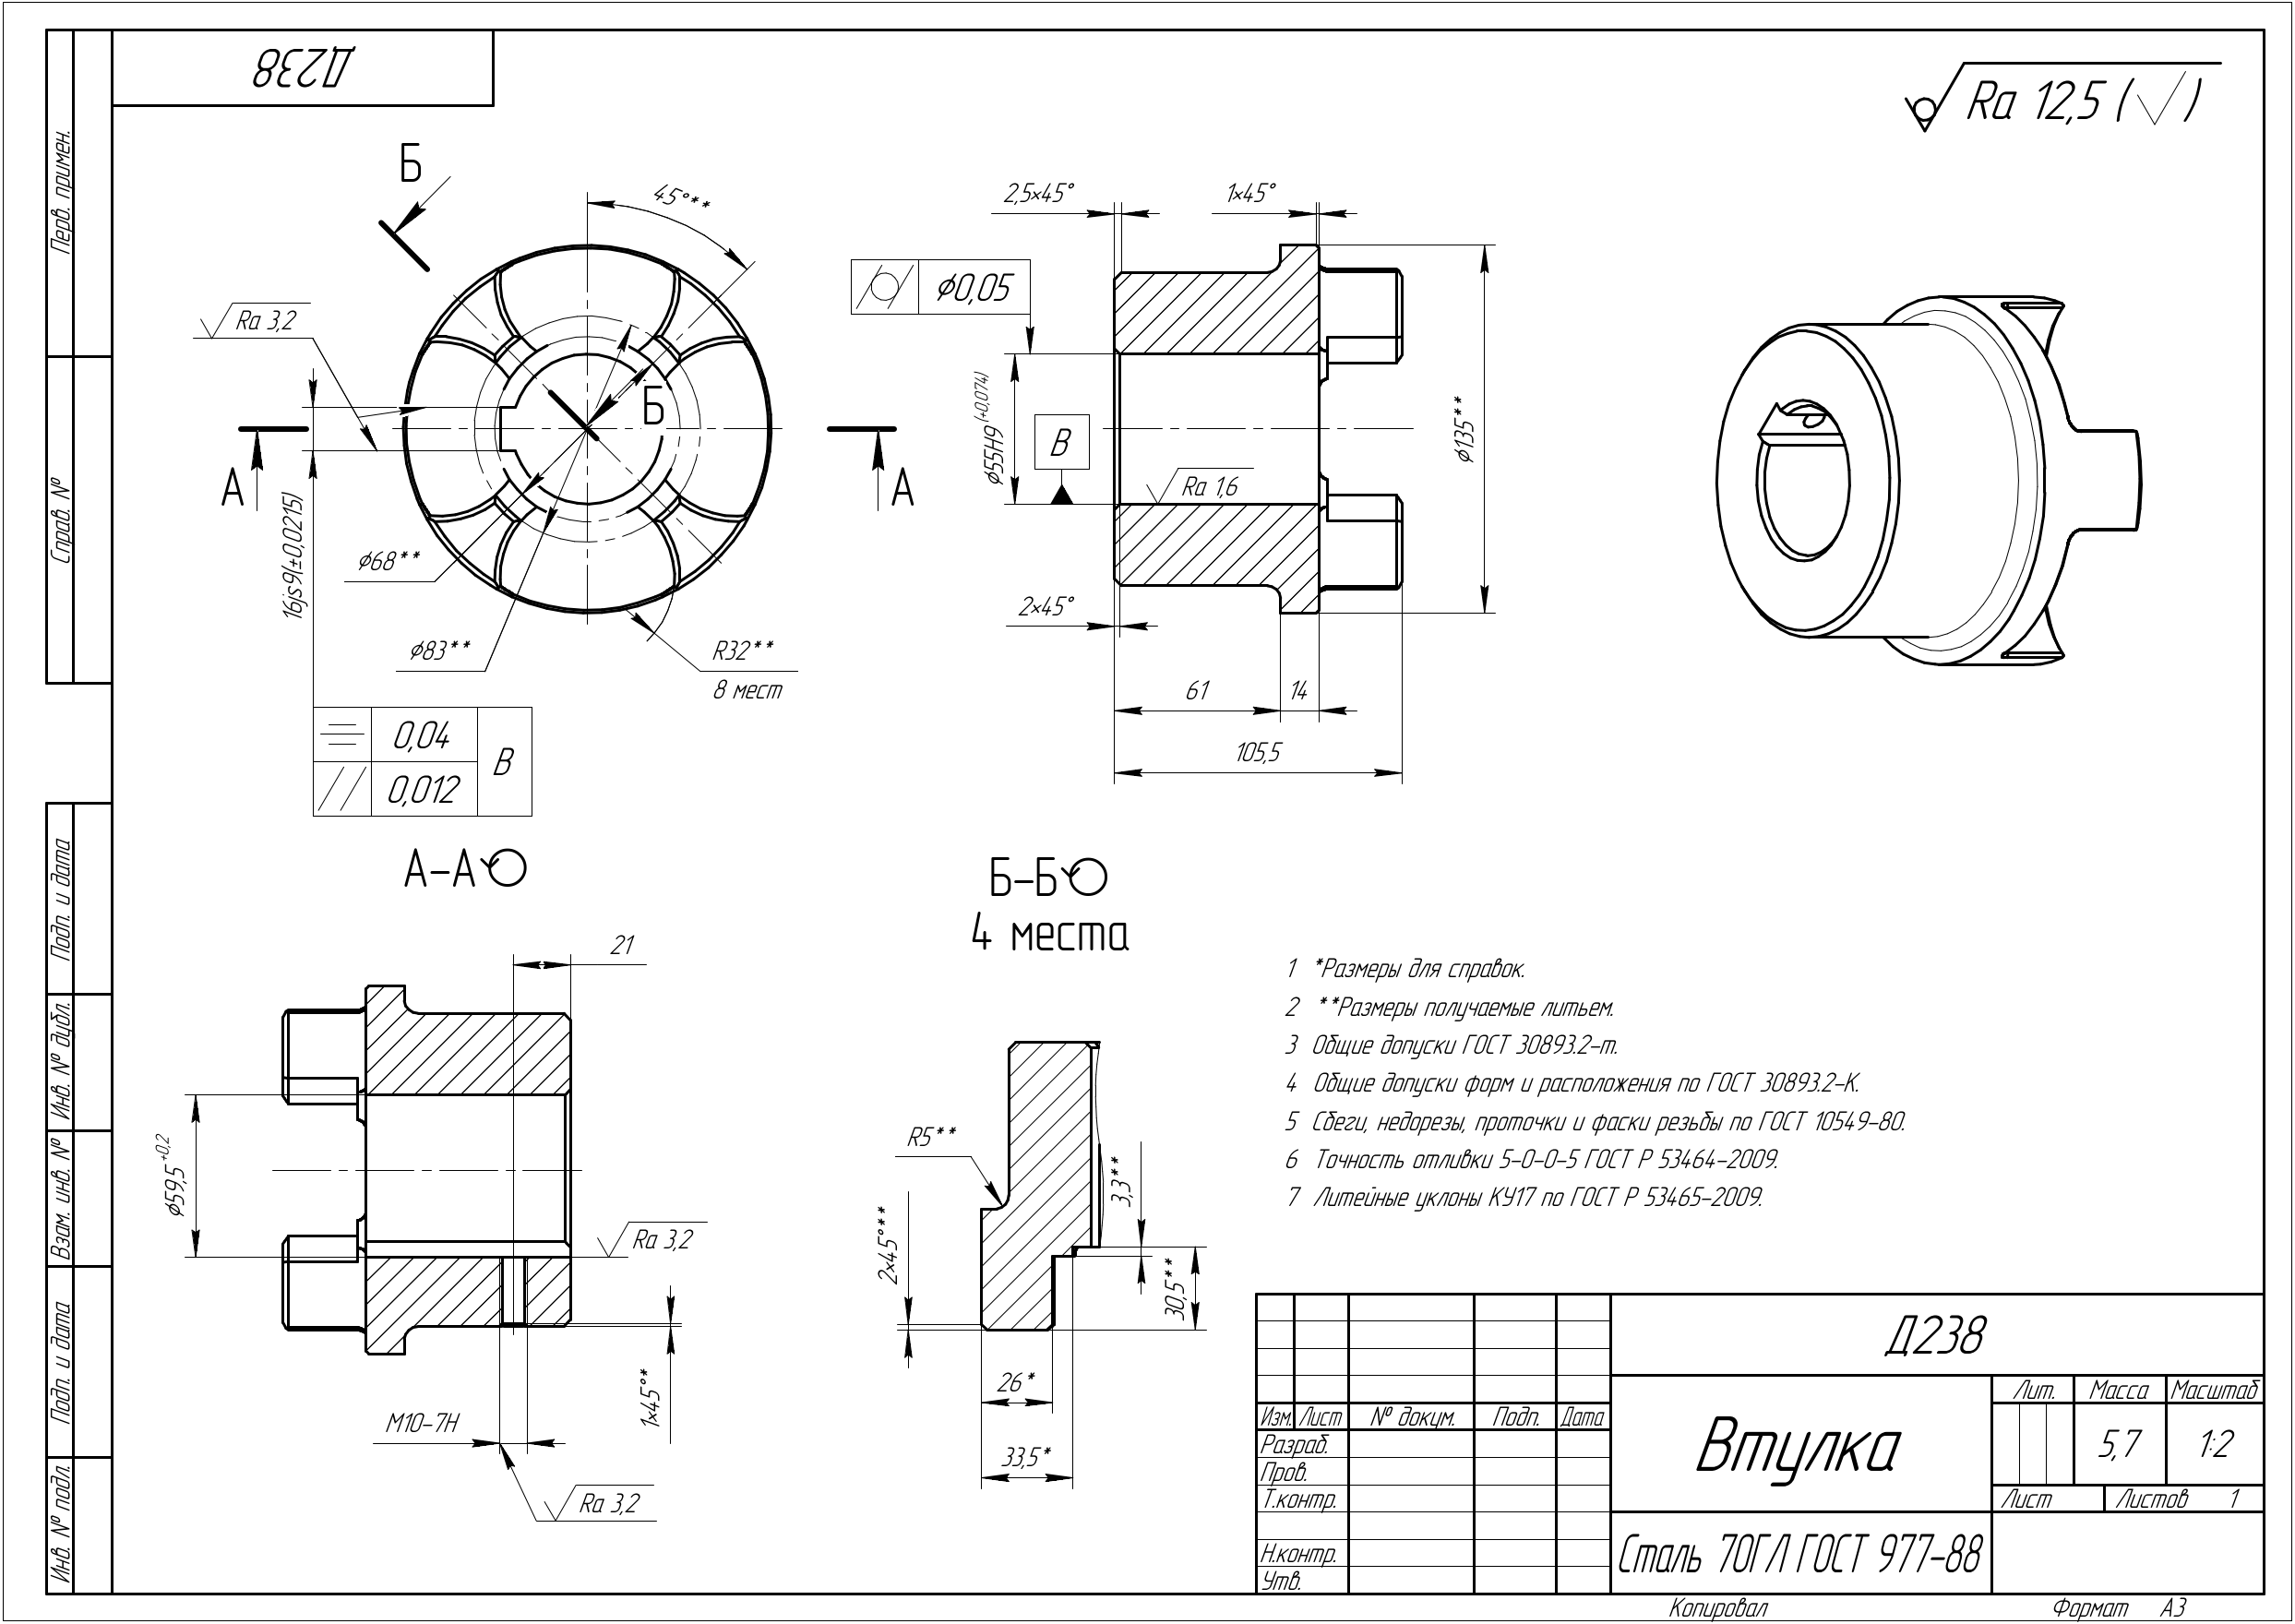 Д238
Ra 12,5 (√)
Перв. примен.
Справ. №
Подп. и дата
Инв. № дубл.
Взам. инв. №
Подп. и дата
Инв. № подл.
Б
45°**
Ra 3,2
Б
А
А
16js9(±0,0215)
ϕ68**
ϕ83**
R32**
8 мест
0,04
0,012
В
2,5×45°
1×45°
ϕ0,05
ϕ55H9(+0,074)
В
Ra 1,6
ϕ135**
2×45°
61
14
105,5
А-А
21
ϕ59,5 +0,2
Ra 3,2
1×45°*
М10-7Н
Ra 3,2
Б-Б
4 места
R5**
3,3**
2×45°**
30,5**
26*
33,5*
1 *Размеры для справок.
2 **Размеры получаемые литьем.
3 Общие допуски ГОСТ 30893.2-m.
4 Общие допуски форм и расположения по ГОСТ 30893.2-К.
5 Сбеги, недорезы, проточки и фаски резьбы по ГОСТ 10549-80.
6 Точность отливки 5-0-0-5 ГОСТ Р 53464-2009.
7 Литейные уклоны КУ17 по ГОСТ Р 53465-2009.
Д238
Лит. Масса Масштаб
Изм. Лист № докум. Подп. Дата
Разраб.
Пров.
Т.контр.
Н.контр.
Утв.
Втулка
5,7 1:2
Лист Листов 1
Сталь 70ГЛ ГОСТ 977-88
Копировал Формат А3